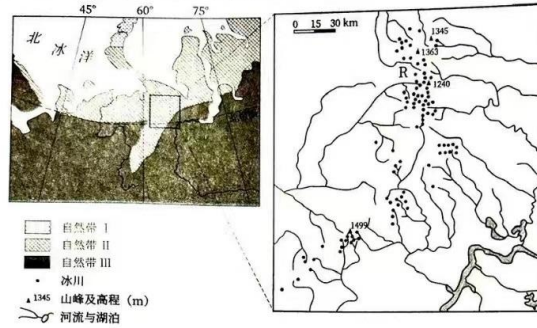 45° 60° 75°
北冰洋
0 15 30 km
1345
1363
R
1240
1499
自然带 I
自然带 II
自然带 III
冰川
1345 山峰及高程（m）
河流与湖泊